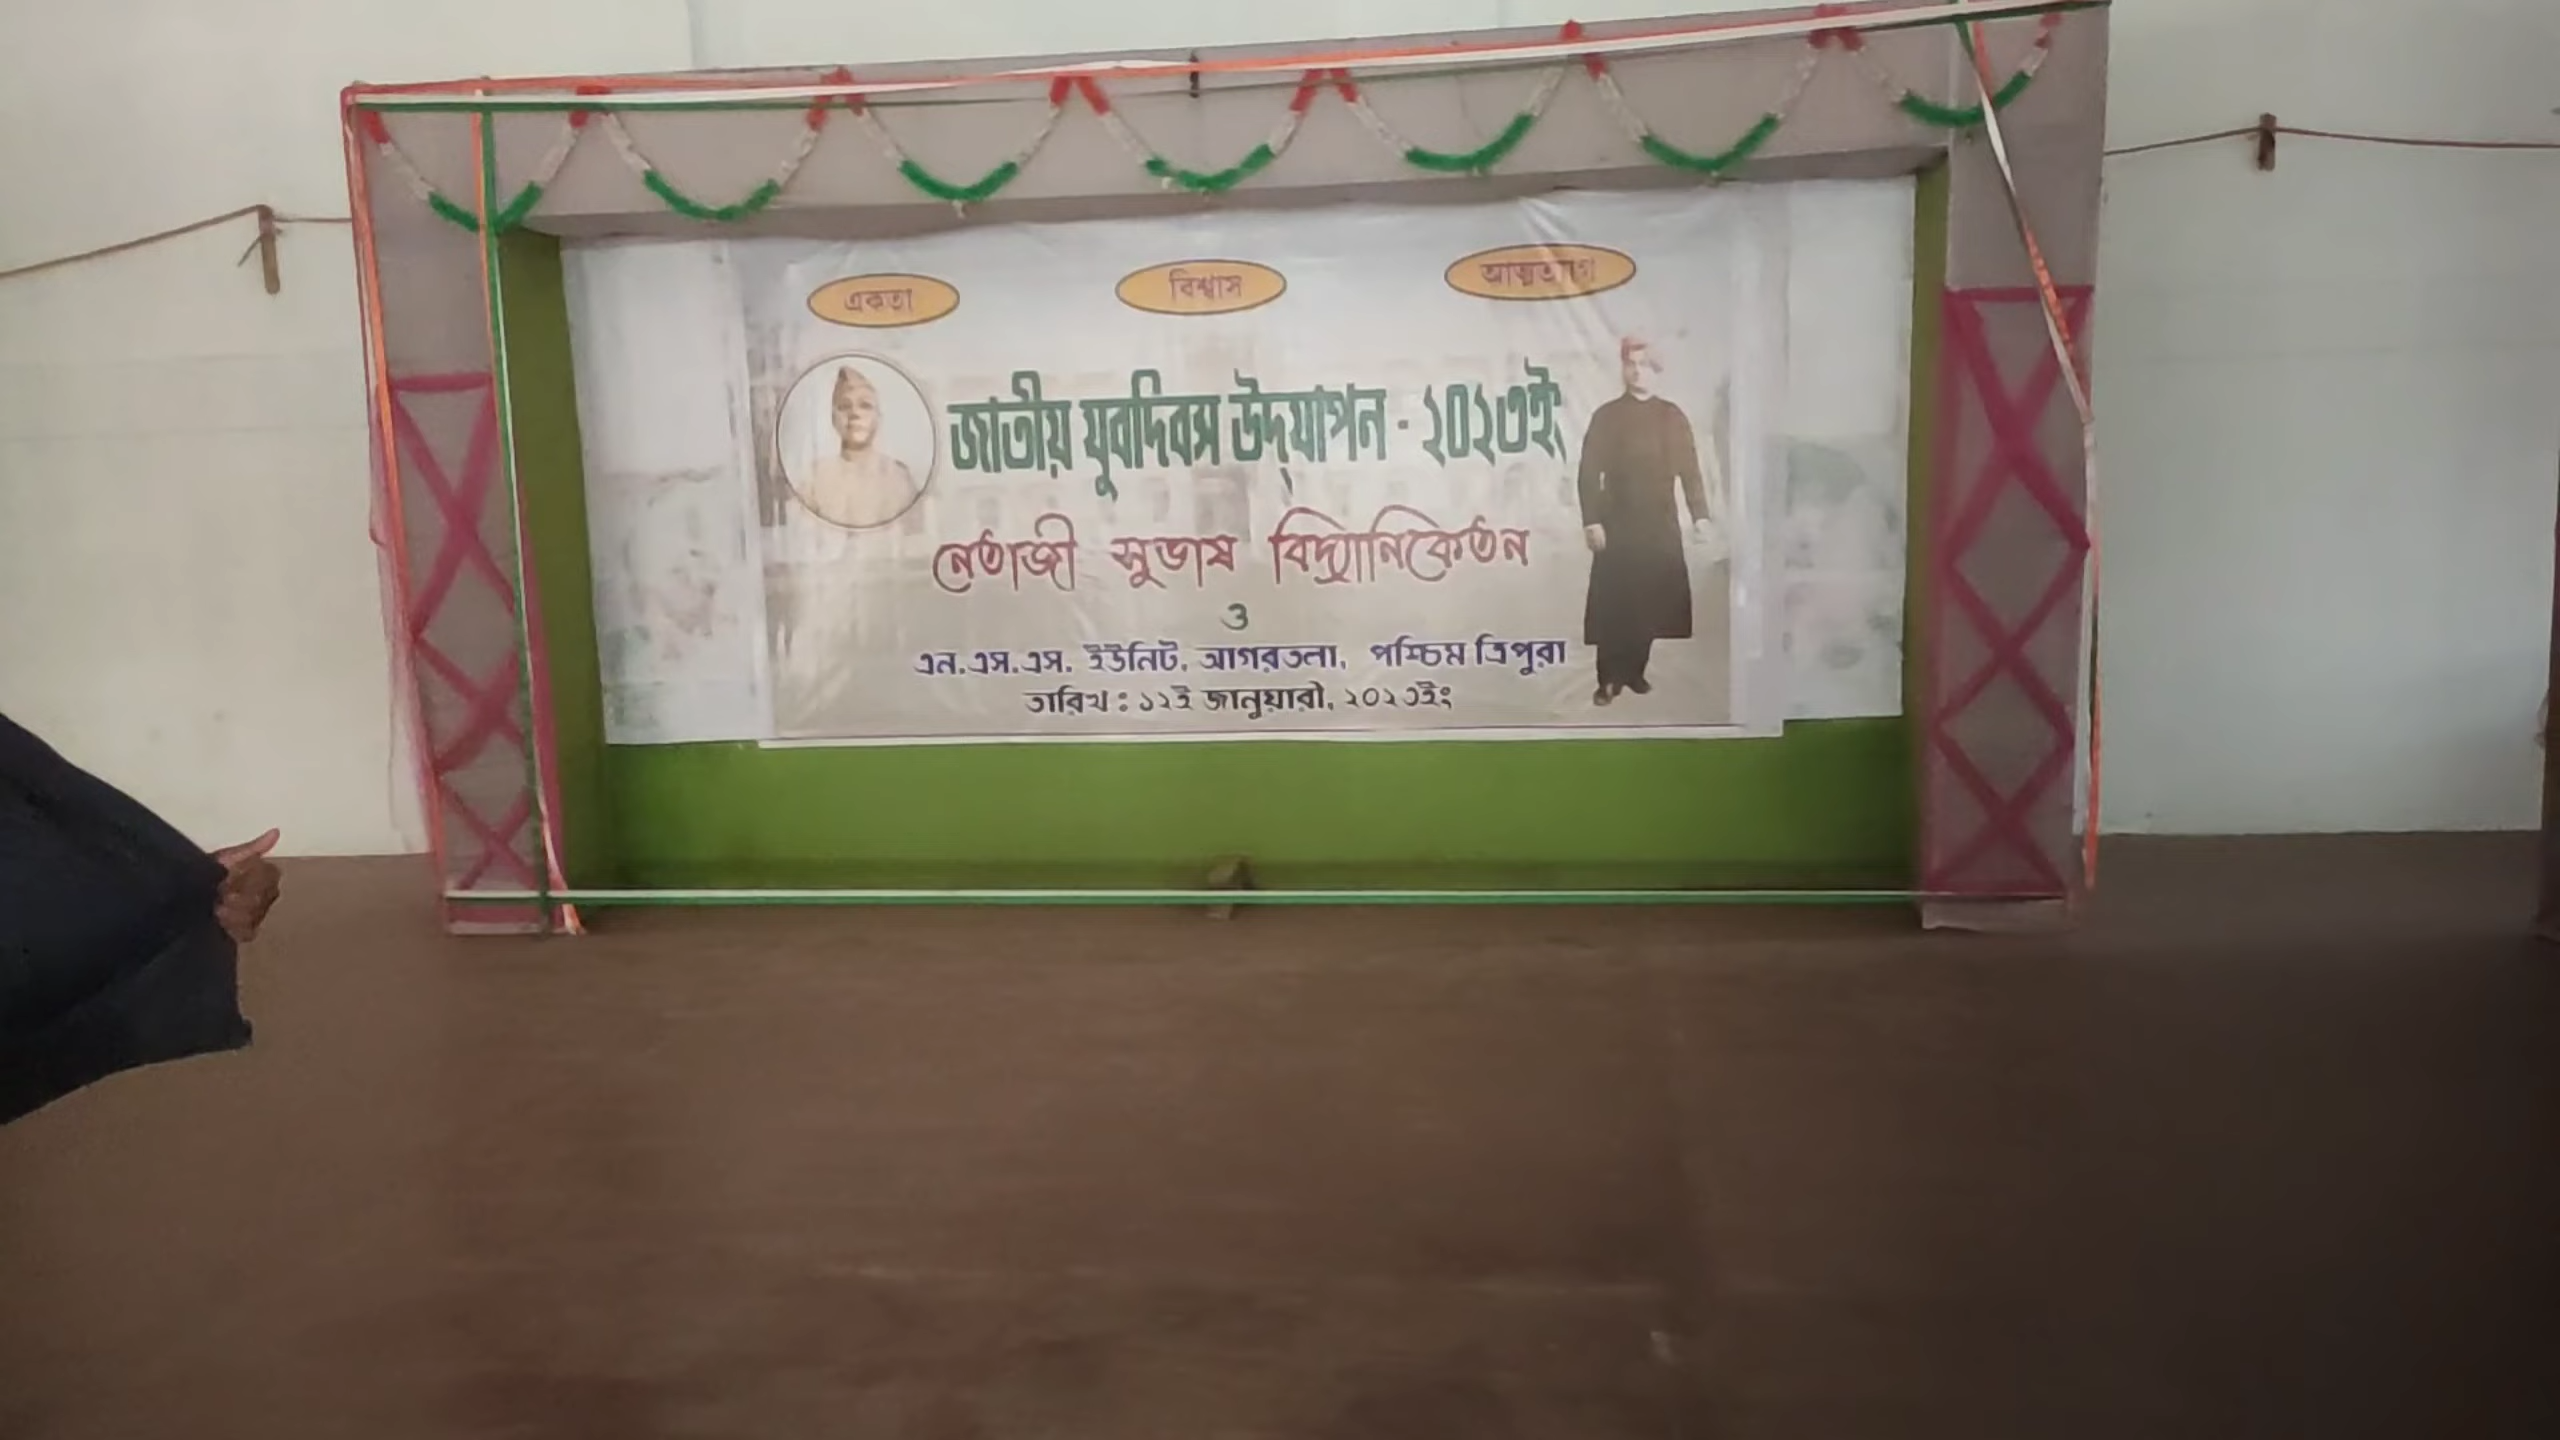 একতা বিশ্বাস আত্মত্যাগ
জাতীয় যুবদিবস উদ্‌যাপন - ২০২৩ইং
নেতাজী সুভাষ বিদ্যানিকেতন
ও
এন.এস.এস. ইউনিট, আগরতলা, পশ্চিম ত্রিপুরা
তারিখ : ১২ই জানুয়ারী, ২০২৩ইং